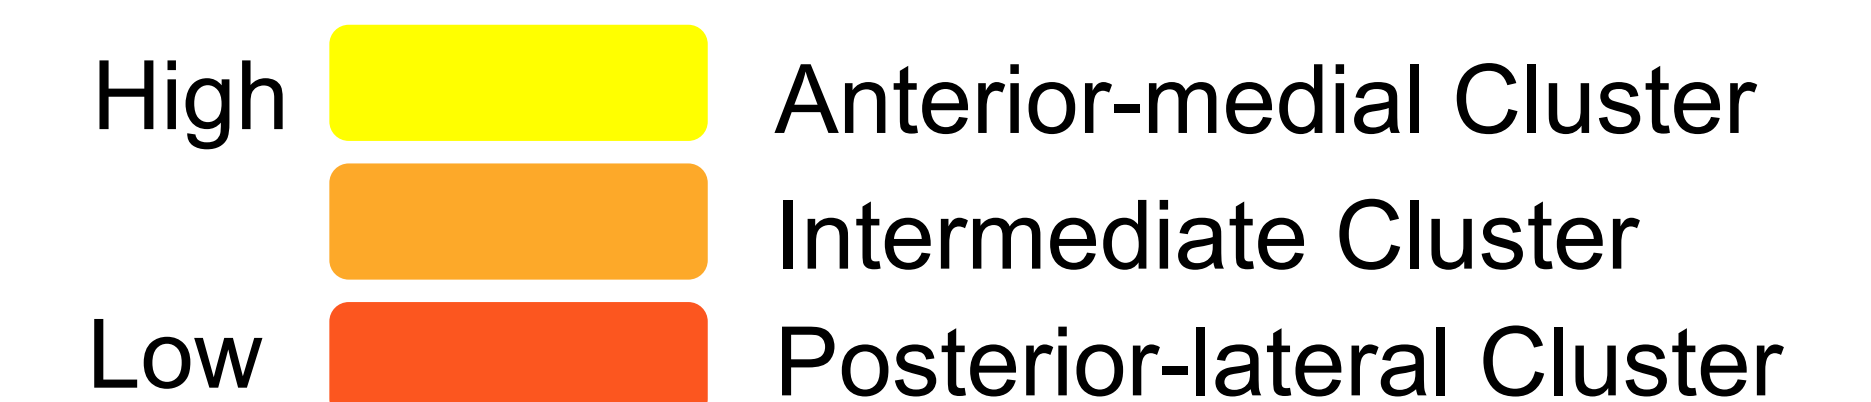 High Anterior-medial Cluster
Intermediate Cluster
Low Posterior-lateral Cluster